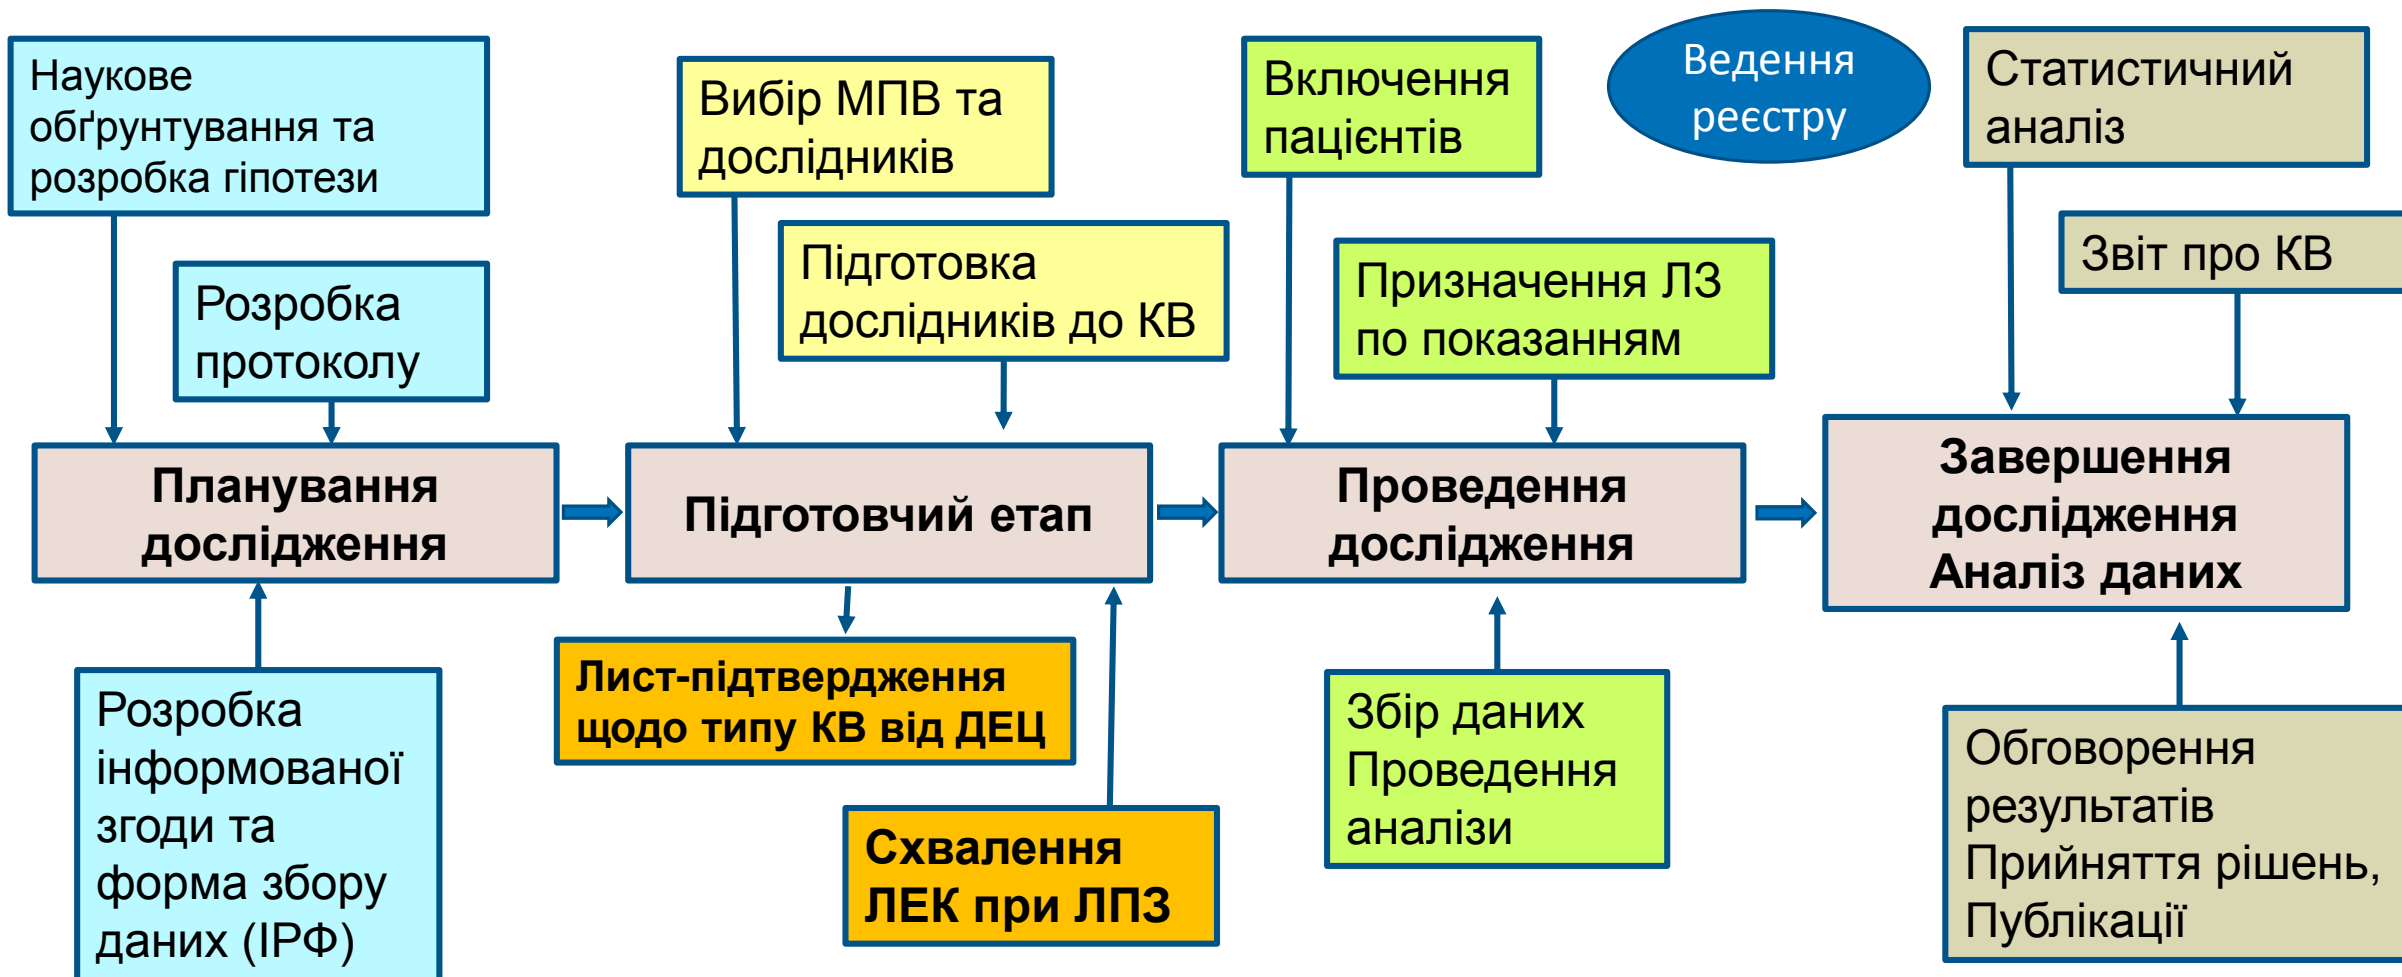 Наукове
обґрунтування та
розробка гіпотези
Розробка
протоколу
Вибір МПВ та
дослідників
Підготовка
дослідників до КВ
Включення
пацієнтів
Призначення ЛЗ
по показанням
Ведення
реєстру
Статистичний
аналіз
Звіт про КВ
Планування
дослідження
Підготовчий етап
Проведення
дослідження
Завершення
дослідження
Аналіз даних
Розробка
інформованої
згоди та
форма збору
даних (ІРФ)
Лист-підтвердження
щодо типу КВ від ДЕЦ
Схвалення
ЛЕК при ЛПЗ
Збір даних
Проведення
аналізи
Обговорення
результатів
Прийняття рішень,
Публікації